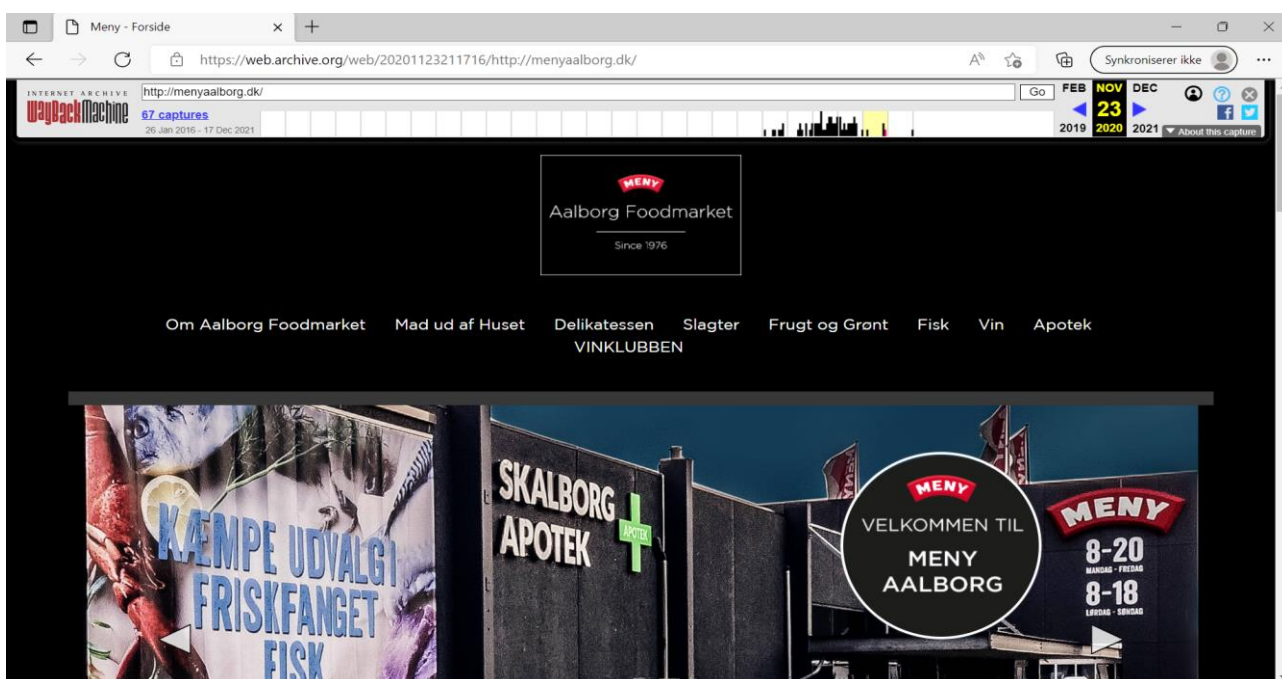 Meny - Forside
https://web.archive.org/web/20201123211716/http://menyaalborg.dk/
Synkroniserer ikke
INTERNET ARCHIVE
WayBackMachine
http://menyaalborg.dk/
Go
67 captures
26 Jan 2016 - 17 Dec 2021
FEB NOV DEC
23
2019 2020 2021
About this capture
MENY
Aalborg Foodmarket
Since 1976
Om Aalborg Foodmarket Mad ud af Huset Delikatessen Slagter Frugt og Grønt Fisk Vin Apotek
VINKLUBBEN
KÆMPE UDVALG I
FRISKFANGET
FISK
SKALBORG
APOTEK
APOTEK
MENY
VELKOMMEN TIL
MENY
AALBORG
MENY
8-20
MANDAG - FREDAG
8-18
LØRDAG - SØNDAG